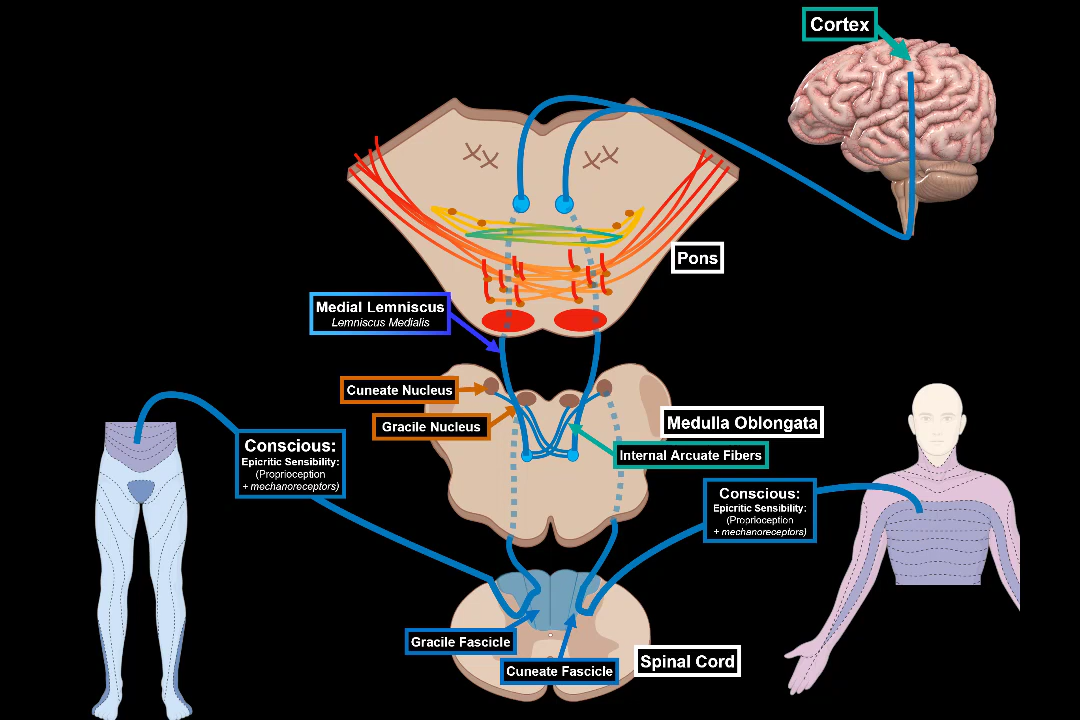 Cortex
Pons
Medial Lemniscus
Lemniscus Medialis
Cuneate Nucleus
Gracile Nucleus
Medulla Oblongata
Internal Arcuate Fibers
Conscious:
Epicritic Sensibility:
(Proprioception
+ mechanoreceptors)
Conscious:
Epicritic Sensibility:
(Proprioception
+ mechanoreceptors)
Gracile Fascicle
Cuneate Fascicle
Spinal Cord